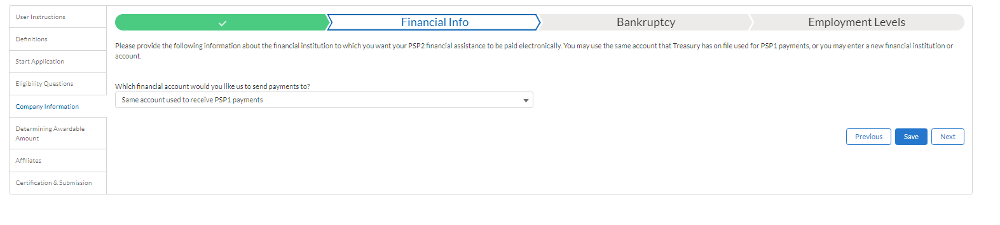 User Instructions
Definitions
Start Application
Eligibility Questions
Company Information
Determining Awardable
Amount
Affiliates
Certification & Submission
Financial Info
Bankruptcy
Employment Levels
Please provide the following information about the financial institution to which you want your PSP2 financial assistance to be paid electronically. You may use the same account that Treasury has on file used for PSP1 payments, or you may enter a new financial institution or
account.
Which financial account would you like us to send payments to?
Same account used to receive PSP1 payments
Previous
Save
Next